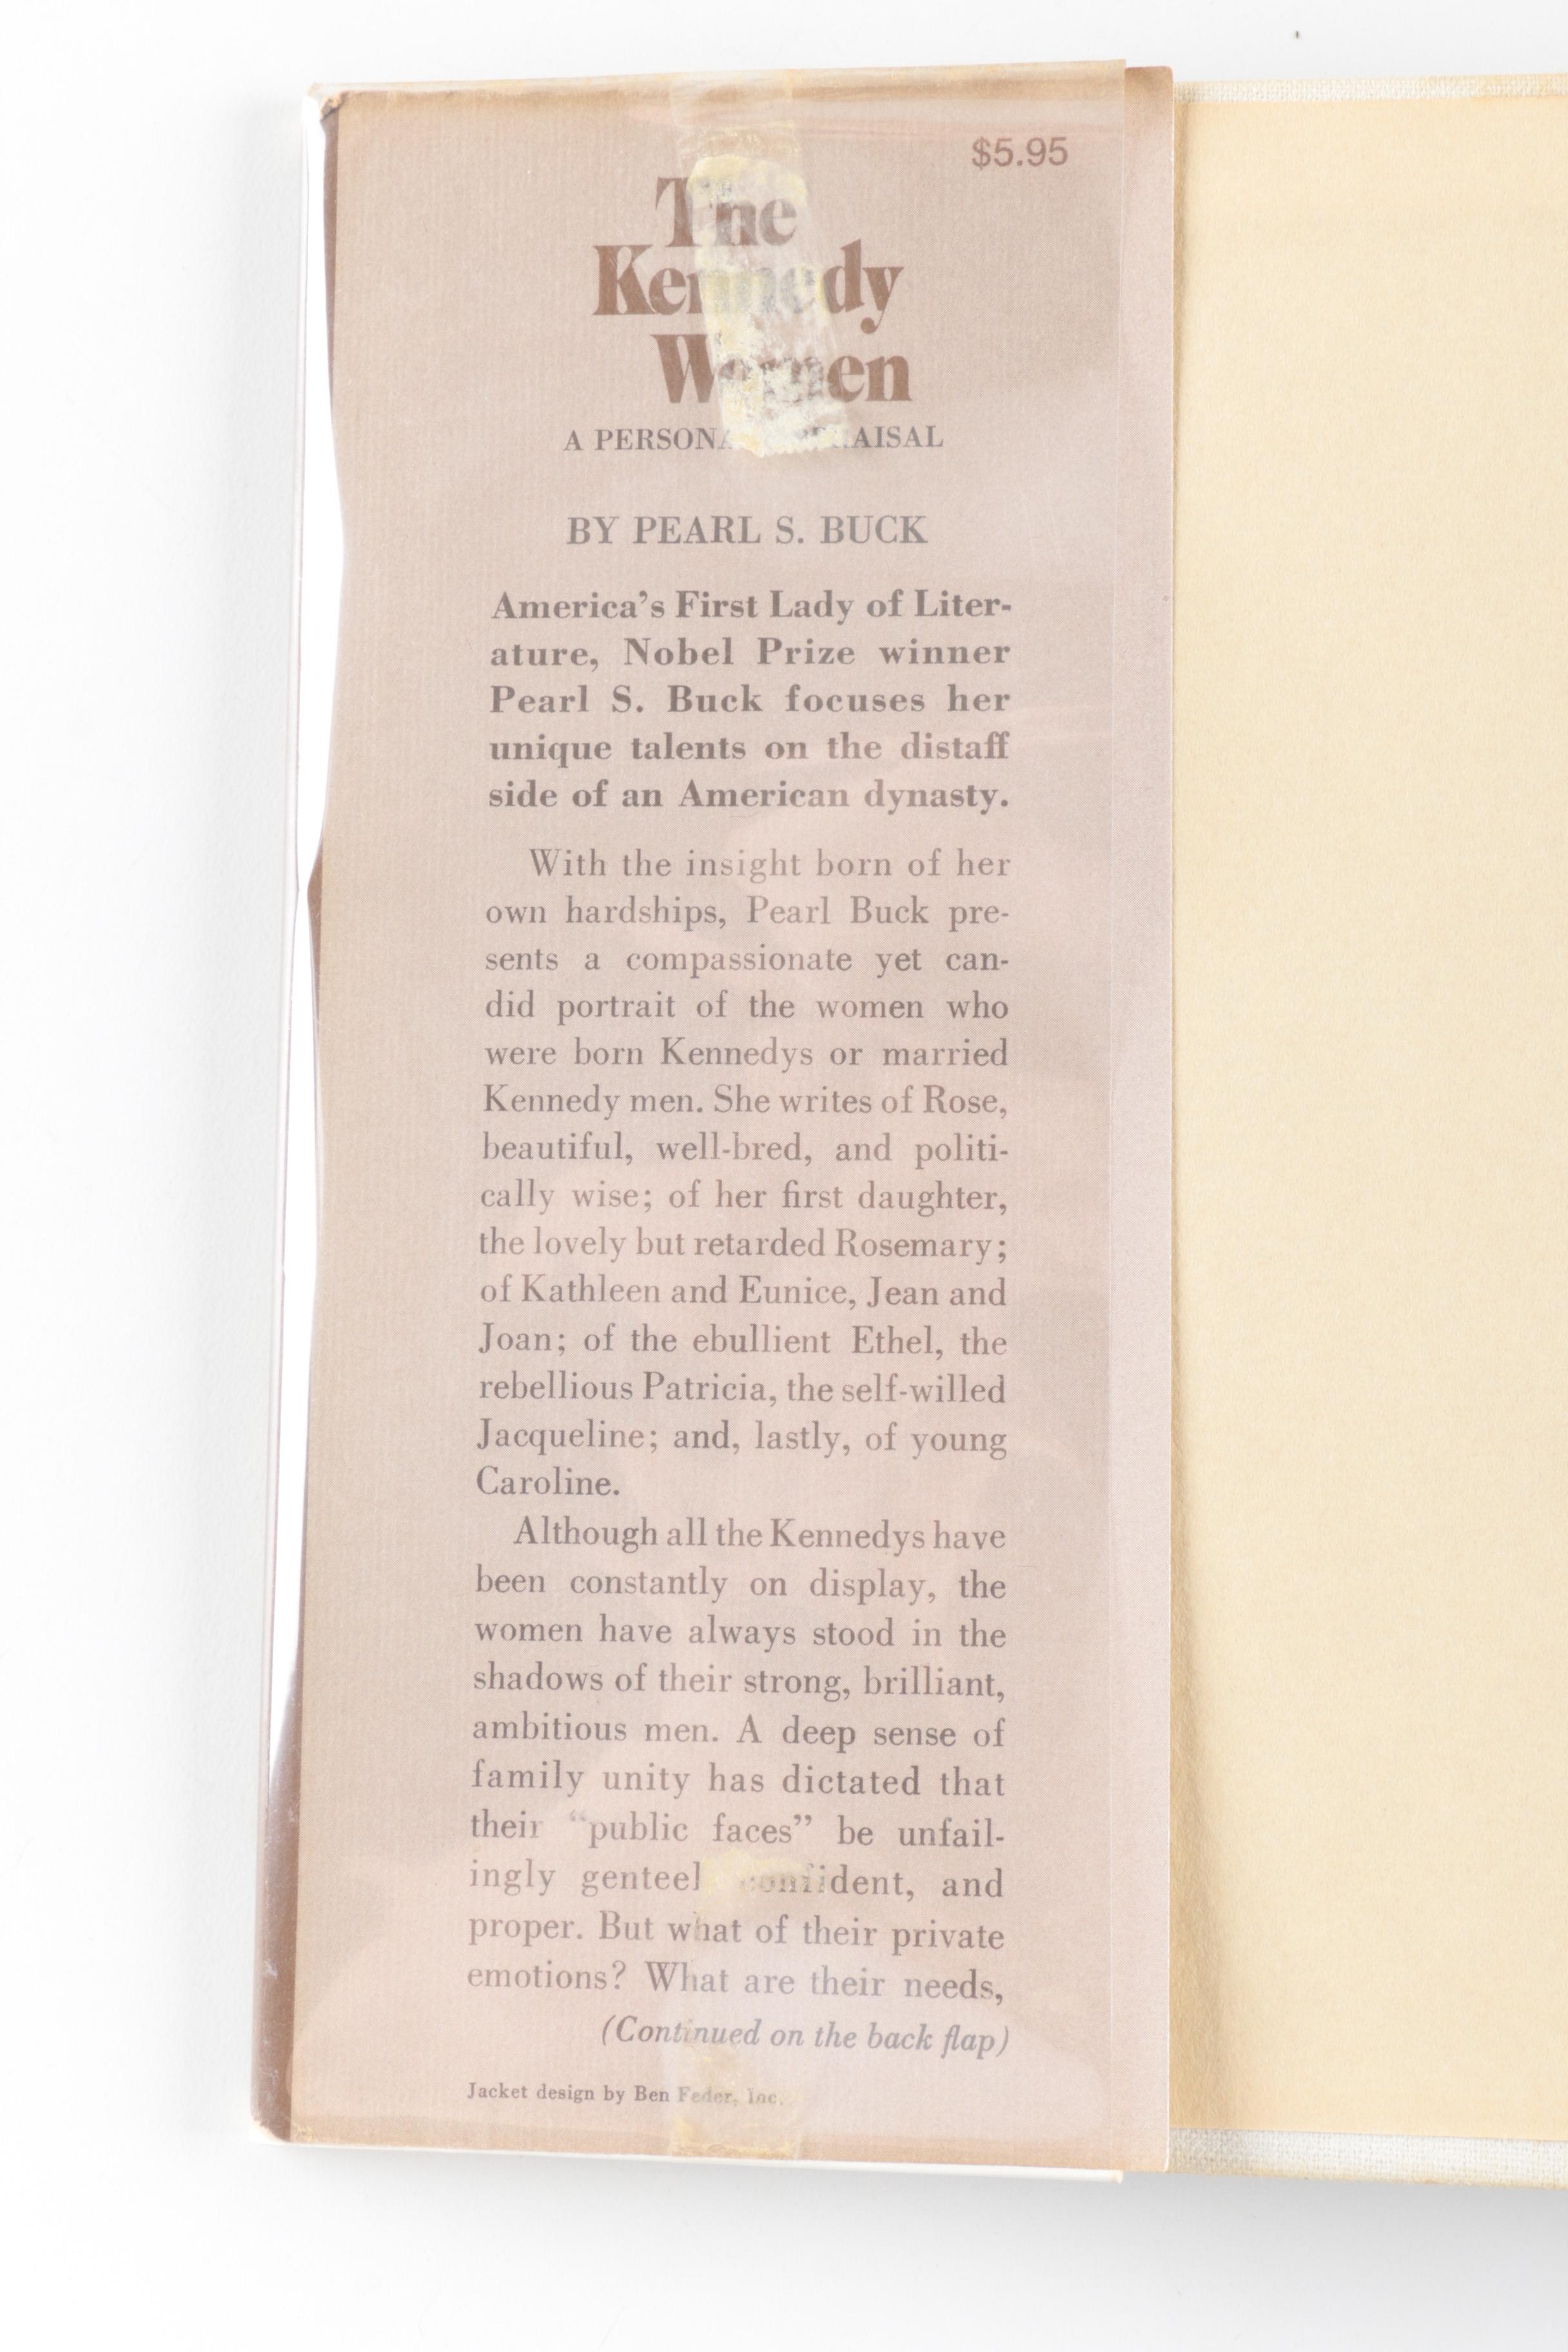 $5.95
The
Kennedy
Women
A PERSONAL APPRAISAL
BY PEARL S. BUCK
America's First Lady of Liter-
ature, Nobel Prize winner
Pearl S. Buck focuses her
unique talents on the distaff
side of an American dynasty.
With the insight born of her
own hardships, Pearl Buck pre-
sents a compassionate yet can-
did portrait of the women who
were born Kennedys or married
Kennedy men. She writes of Rose,
beautiful, well-bred, and politi-
cally wise; of her first daughter,
the lovely but retarded Rosemary;
of Kathleen and Eunice, Jean and
Joan; of the ebullient Ethel, the
rebellious Patricia, the self-willed
Jacqueline; and, lastly, of young
Caroline.
Although all the Kennedys have
been constantly on display, the
women have always stood in the
shadows of their strong, brilliant,
ambitious men. A deep sense of
family unity has dictated that
their "public faces" be unfail-
ingly genteel, confident, and
proper. But what of their private
emotions? What are their needs,
(Continued on the back flap)
Jacket design by Ben Feder, Inc.